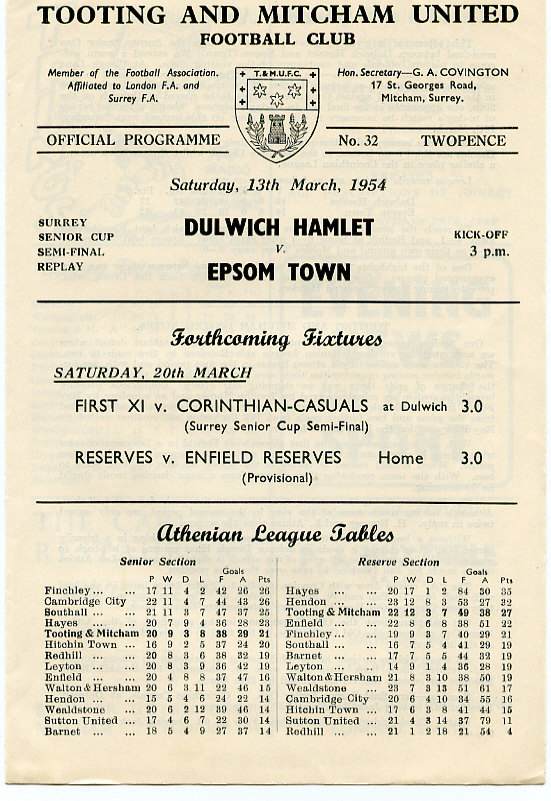 TOOTING AND MITCHAM UNITED
FOOTBALL CLUB
Member of the Football Association.
Affiliated to London F.A. and
Surrey F.A.
T. & M.U.F.C.
Hon. Secretary—G. A. COVINGTON
17 St. Georges Road,
Mitcham, Surrey.
OFFICIAL PROGRAMME No. 32 TWOPENCE
Saturday, 13th March, 1954
SURREY
SENIOR CUP
SEMI-FINAL
REPLAY
DULWICH HAMLET
V.
EPSOM TOWN
KICK-OFF
3 p.m.
Forthcoming Fixtures
SATURDAY, 20th MARCH
FIRST XI v. CORINTHIAN-CASUALS at Dulwich 3.0
(Surrey Senior Cup Semi-Final)
RESERVES v. ENFIELD RESERVES Home 3.0
(Provisional)
Athenian League Tables
Senior Section
Goals
P W D L F A Pts
Finchley ... ... 17 11 4 2 42 26 26
Cambridge City 22 11 4 7 44 43 26
Southall ... ... 21 11 3 7 47 37 25
Hayes ... ... 20 7 9 4 36 28 23
Tooting & Mitcham 20 9 3 8 38 29 21
Hitchin Town ... 16 9 2 5 37 24 20
Redhill ... ... 20 8 3 6 38 32 19
Leyton ... ... 20 8 3 9 36 42 19
Enfield ... ... 20 4 8 8 37 47 16
Walton & Hersham 20 6 3 11 22 46 15
Hendon ... ... 15 5 4 6 24 22 14
Wealdstone ... 20 6 2 12 39 46 14
Sutton United ... 17 4 6 7 22 30 14
Barnet ... ... 18 5 4 9 27 37 14
Reserve Section
Goals
P W D L F A Pts
Hayes ... ... 20 17 1 2 84 30 35
Hendon ... ... 23 12 8 3 53 27 32
Tooting & Mitcham 22 12 3 7 49 38 27
Enfield ... ... 22 8 6 8 38 51 22
Finchley ... ... 19 9 3 7 40 29 21
Southall ... ... 16 7 5 4 41 29 19
Barnet ... ... 17 7 5 5 44 32 19
Leyton ... ... 14 9 1 4 36 28 19
Walton & Hersham 21 8 3 10 38 50 19
Wealdstone ... 23 7 3 13 51 61 17
Cambridge City 20 6 4 10 34 55 16
Hitchin Town ... 17 6 3 8 41 44 15
Sutton United ... 21 4 3 14 37 79 11
Redhill ... ... 21 1 2 18 21 54 4